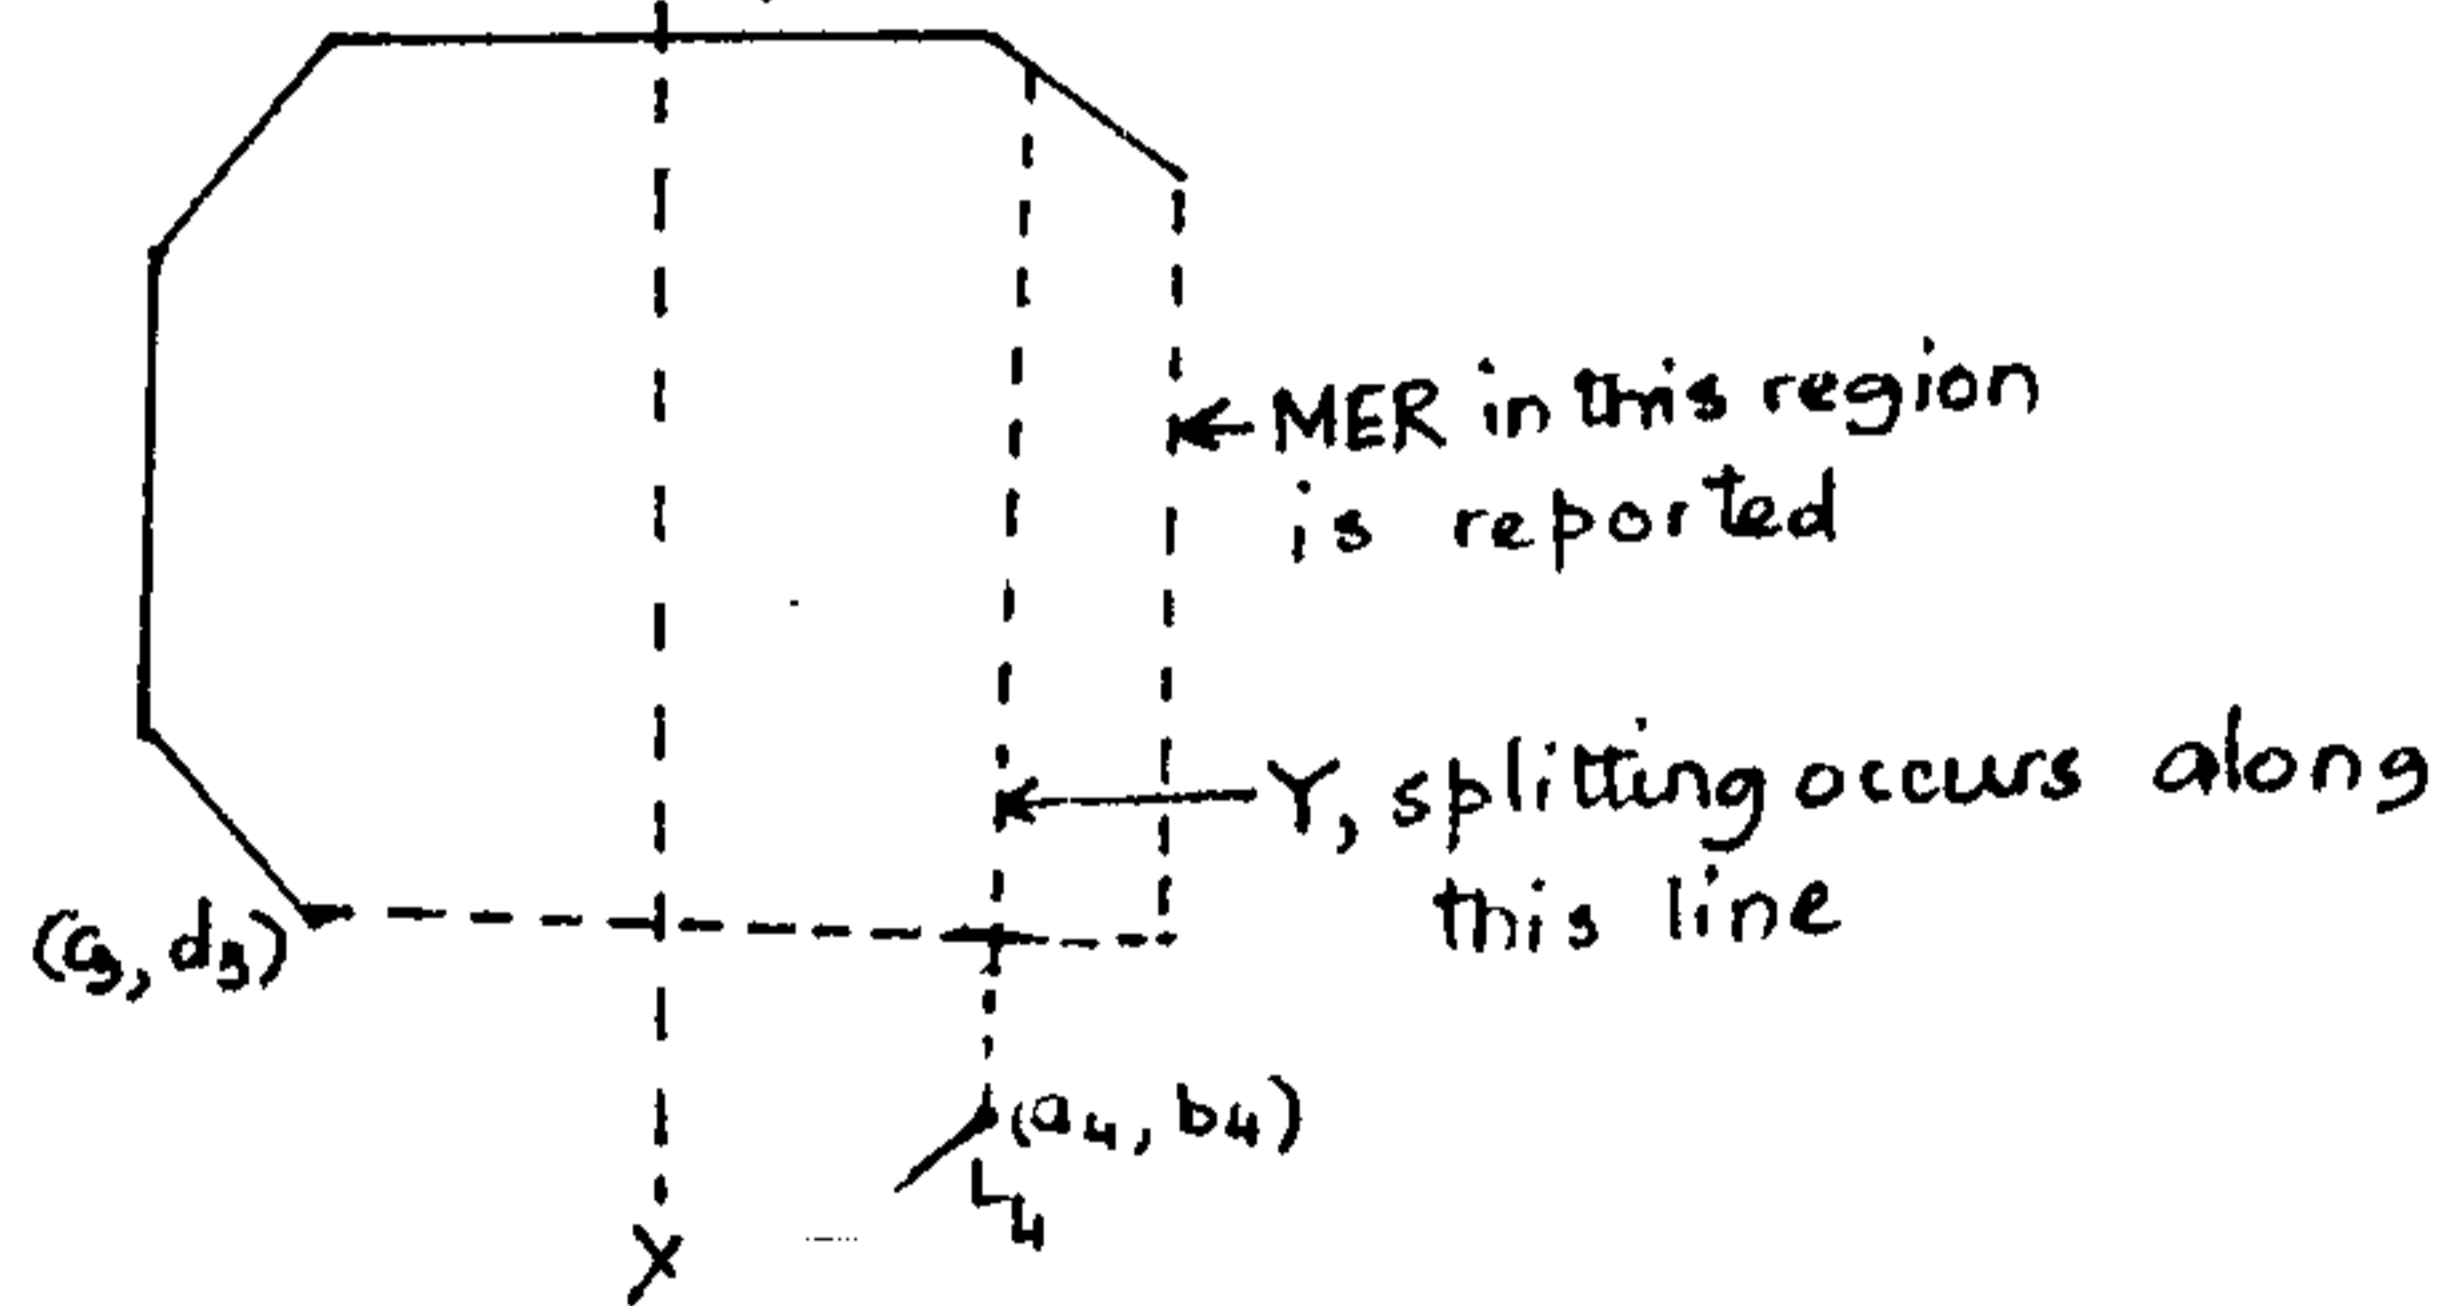 MER in this region
is reported
Y, splitting occurs along
this line
(c3, d3)
(a4, b4)
L4
X